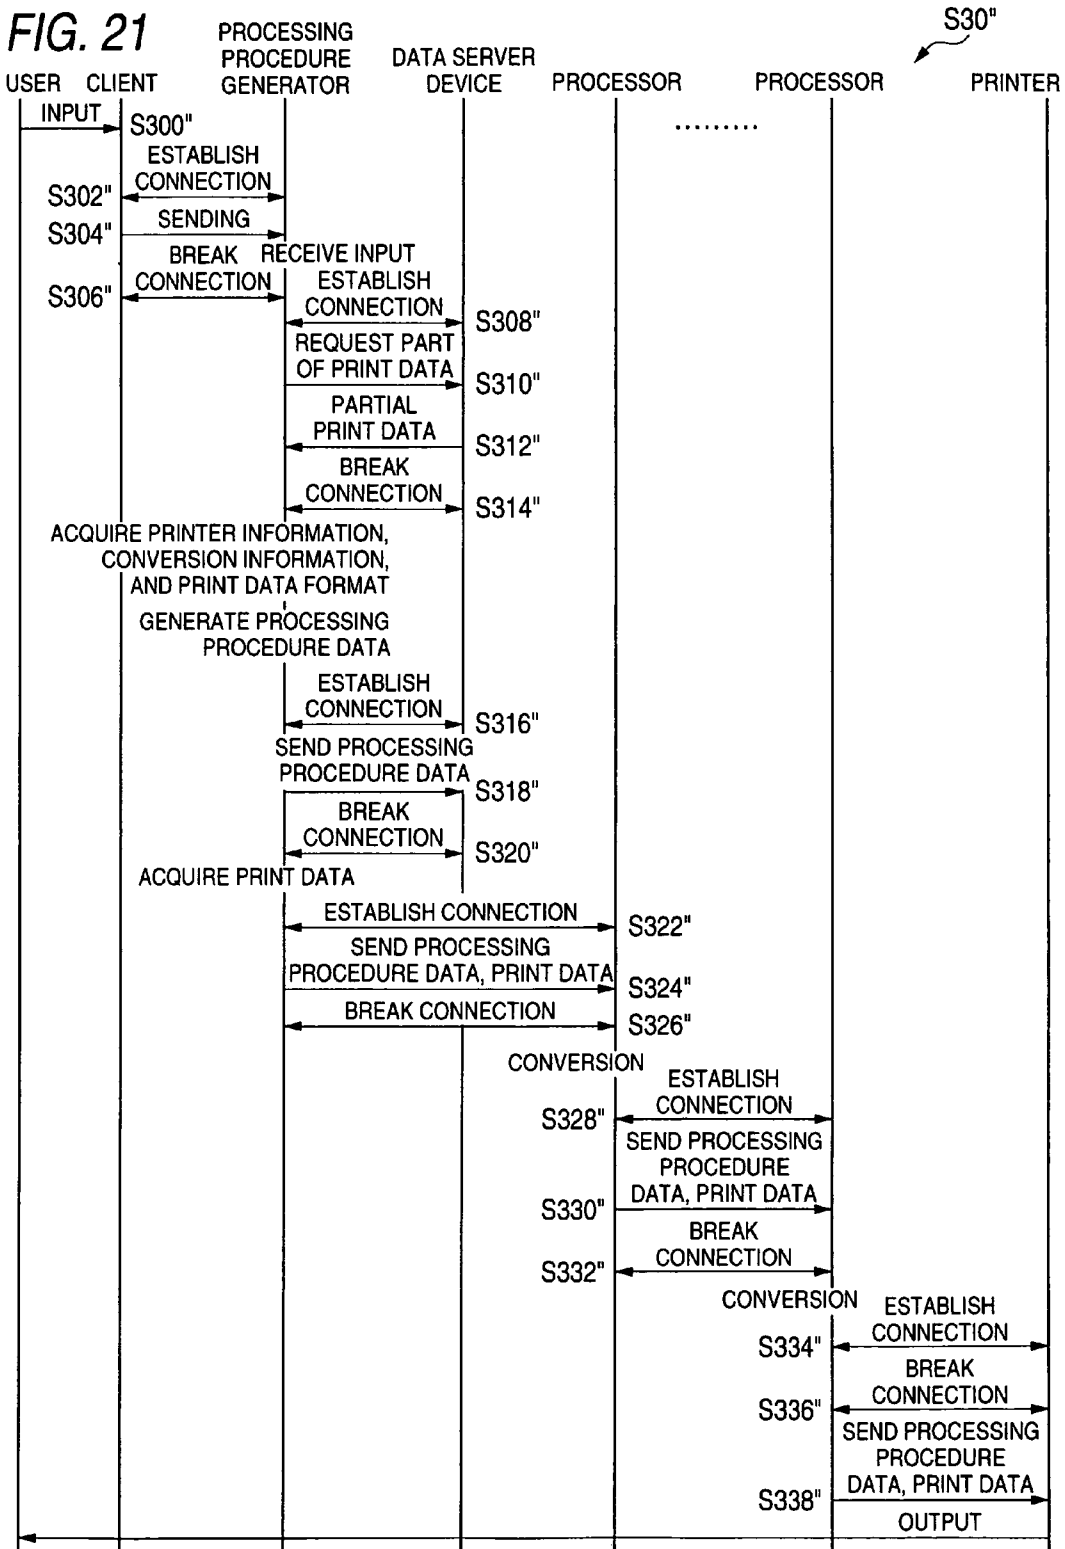 FIG. 21
S30"
USER
CLIENT
PROCESSING
PROCEDURE
GENERATOR
DATA SERVER
DEVICE
PROCESSOR
PROCESSOR
PRINTER
.........
INPUT
S300"
ESTABLISH
CONNECTION
S302"
SENDING
S304"
RECEIVE INPUT
BREAK
CONNECTION
S306"
ESTABLISH
CONNECTION
S308"
REQUEST PART
OF PRINT DATA
S310"
PARTIAL
PRINT DATA
S312"
BREAK
CONNECTION
S314"
ACQUIRE PRINTER INFORMATION,
CONVERSION INFORMATION,
AND PRINT DATA FORMAT
GENERATE PROCESSING
PROCEDURE DATA
ESTABLISH
CONNECTION
S316"
SEND PROCESSING
PROCEDURE DATA
S318"
BREAK
CONNECTION
S320"
ACQUIRE PRINT DATA
ESTABLISH CONNECTION
S322"
SEND PROCESSING
PROCEDURE DATA, PRINT DATA
S324"
BREAK CONNECTION
S326"
CONVERSION
ESTABLISH
CONNECTION
S328"
SEND PROCESSING
PROCEDURE
DATA, PRINT DATA
S330"
BREAK
CONNECTION
S332"
CONVERSION
ESTABLISH
CONNECTION
S334"
BREAK
CONNECTION
S336"
SEND PROCESSING
PROCEDURE
DATA, PRINT DATA
S338"
OUTPUT